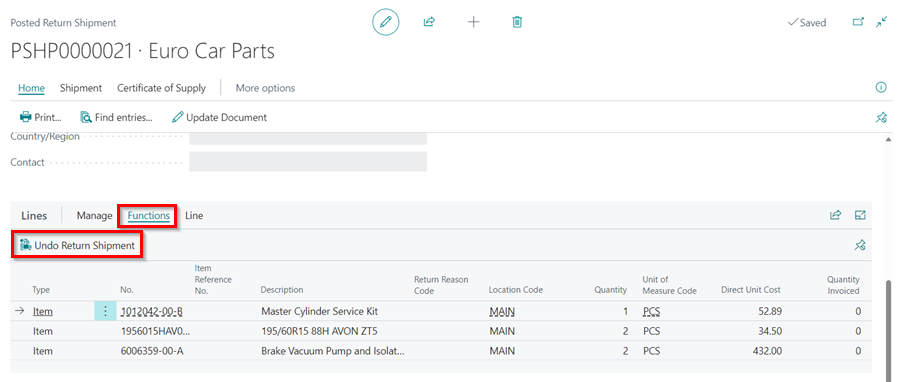 Posted Return Shipment
Saved
PSHP0000021 · Euro Car Parts
Home Shipment Certificate of Supply More options
Print... Find entries... Update Document
Country/Region
Contact
Lines Manage Functions Line
Undo Return Shipment
Type No. Item Reference No. Description Return Reason Code Location Code Quantity Unit of Measure Code Direct Unit Cost Quantity Invoiced
Item 1012042-00-B Master Cylinder Service Kit MAIN 1 PCS 52.89 0
Item 1956015HAV0... 195/60R15 88H AVON ZT5 MAIN 2 PCS 34.50 0
Item 6006359-00-A Brake Vacuum Pump and Isolat... MAIN 2 PCS 432.00 0